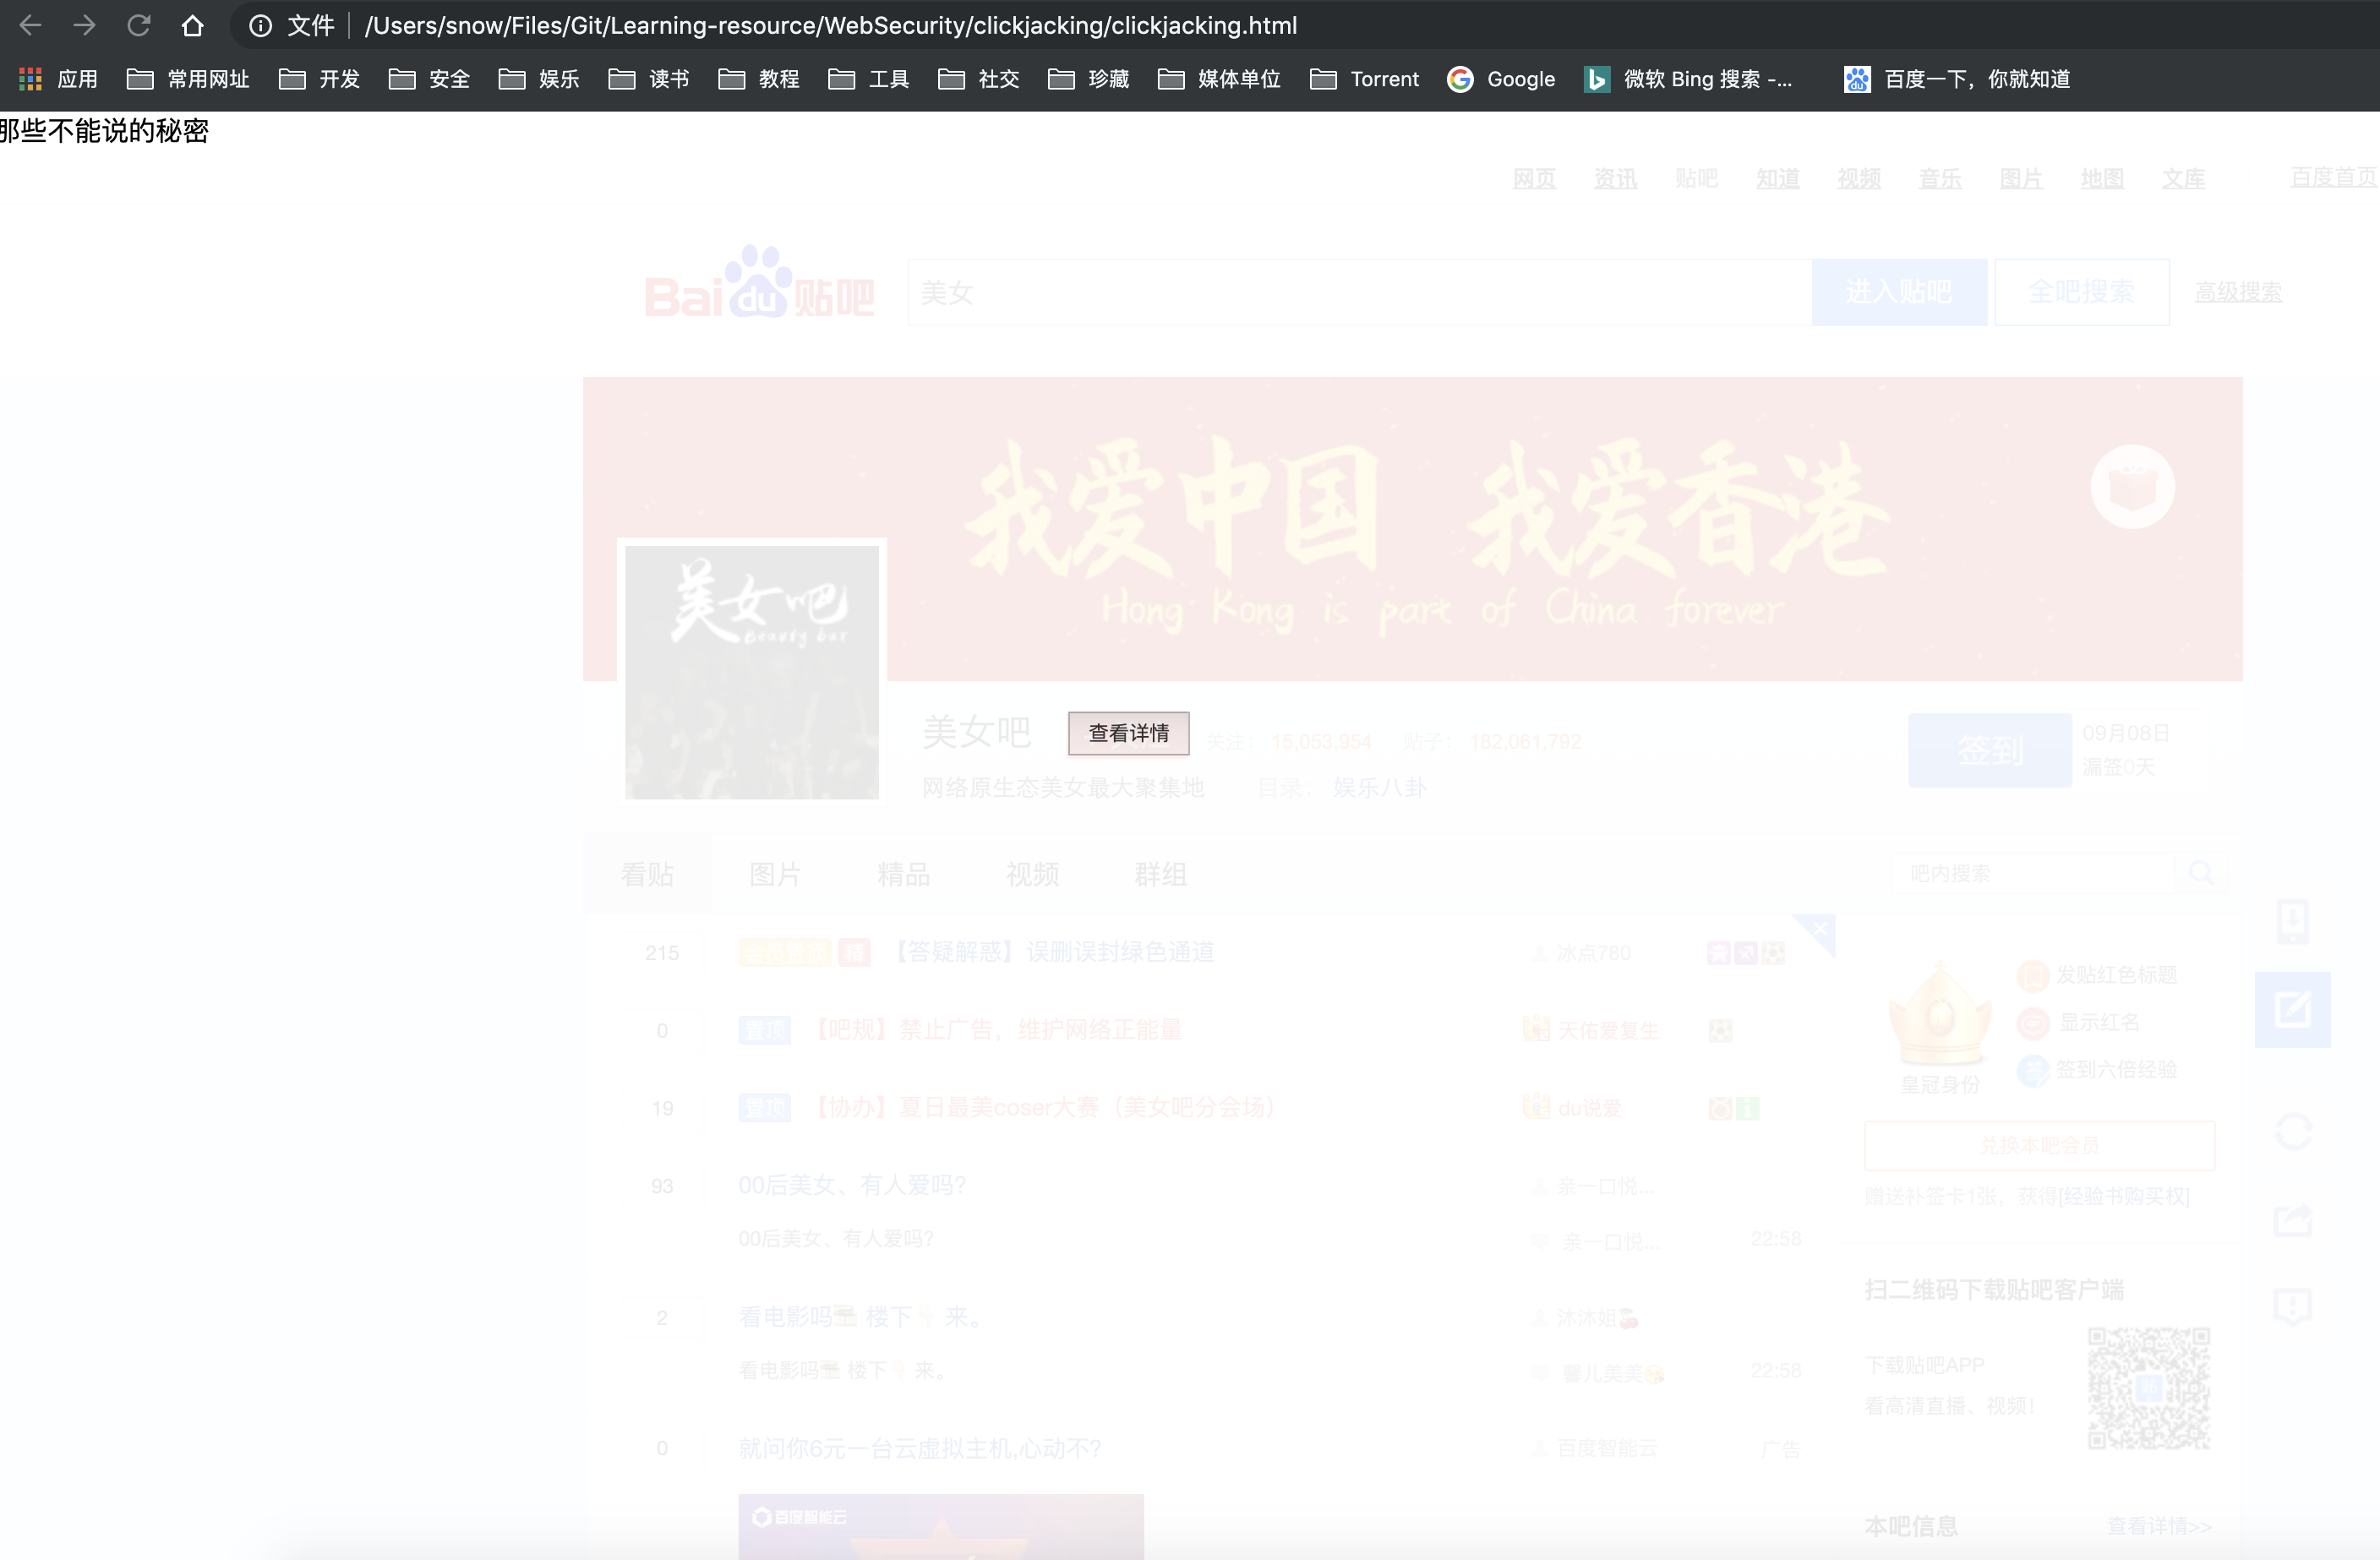 文件 /Users/snow/Files/Git/Learning-resource/WebSecurity/clickjacking/clickjacking.html
应用 常用网址 开发 安全 娱乐 读书 教程 工具 社交 珍藏 媒体单位 Torrent Google 微软 Bing 搜索 -... 百度一下，你就知道
那些不能说的秘密
网页 资讯 贴吧 知道 视频 音乐 图片 地图 文库 百度首页
Baidu贴吧 美女 进入贴吧 全吧搜索 高级搜索
我爱中国 我爱香港
Hong Kong is part of China forever
美女吧
Beauty bar
美女吧 查看详情 关注： 15,053,954 贴子： 182,061,792
签到 09月08日
漏签0天
网络原生态美女最大聚集地 目录： 娱乐八卦
看贴 图片 精品 视频 群组 吧内搜索
215 会员置顶 精 【答疑解惑】误删误封绿色通道 冰点780
0 置顶 【吧规】禁止广告，维护网络正能量 天佑爱复生
19 置顶 【协办】夏日最美coser大赛（美女吧分会场） du说爱
93 00后美女、有人爱吗? 亲一口悦...
00后美女、有人爱吗? 亲一口悦... 22:58
2 看电影吗 楼下 来。 沐沐姐
看电影吗 楼下 来。 馨儿美美 22:58
0 就问你6元一台云虚拟主机,心动不? 百度智能云 广告
百度智能云
发贴红色标题
显示红名
签到六倍经验
皇冠身份
兑换本吧会员
赠送补签卡1张，获得[经验书购买权]
扫二维码下载贴吧客户端
下载贴吧APP
看高清直播、视频！
本吧信息 查看详情>>